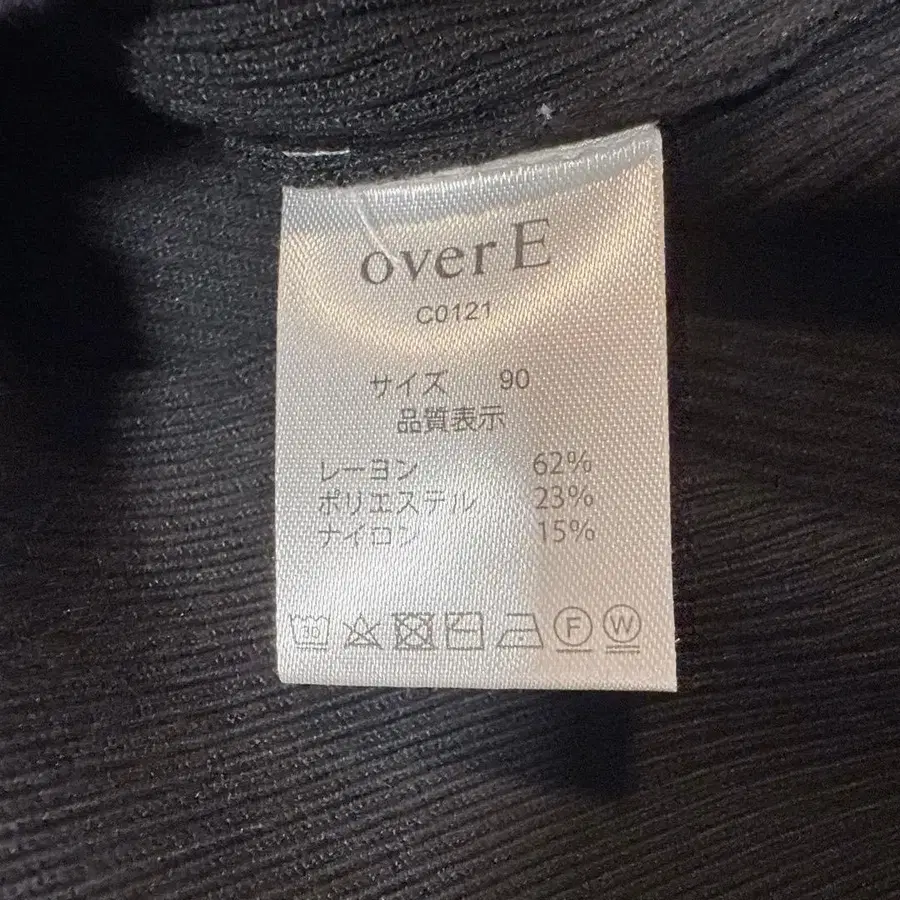 over E
C0121
サイズ 90
品質表示
レーヨン 62%
ポリエステル 23%
ナイロン 15%
30 F W